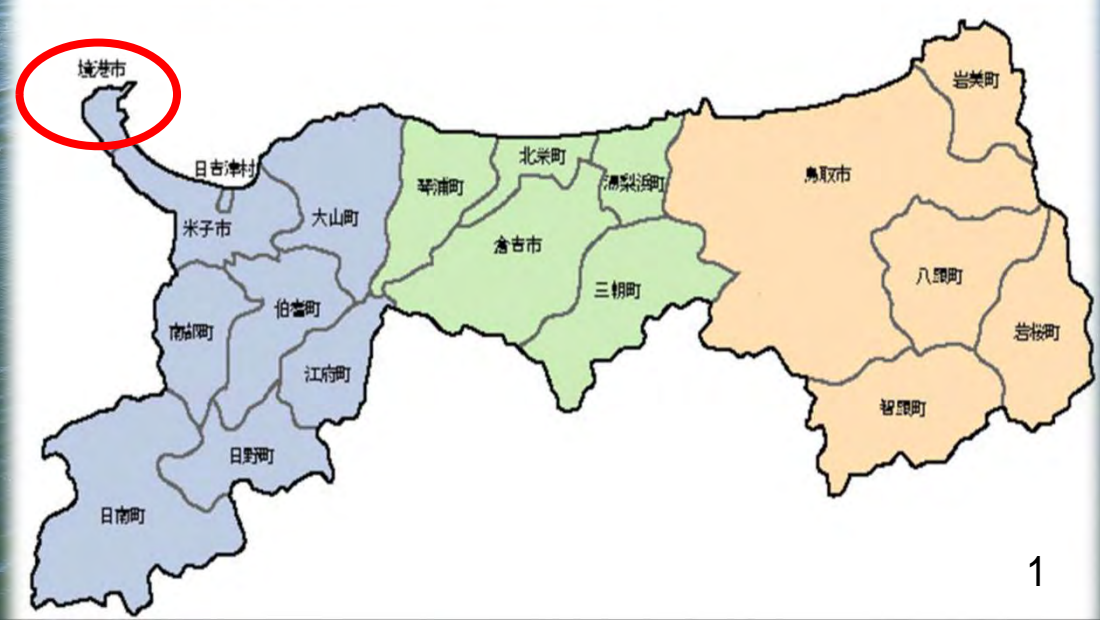 境港市
岩美町
北栄町
日吉津村
鳥取市
湯梨浜町
琴浦町
大山町
米子市
倉吉市
八頭町
三朝町
伯耆町
南部町
若桜町
江府町
智頭町
日野町
日南町
1